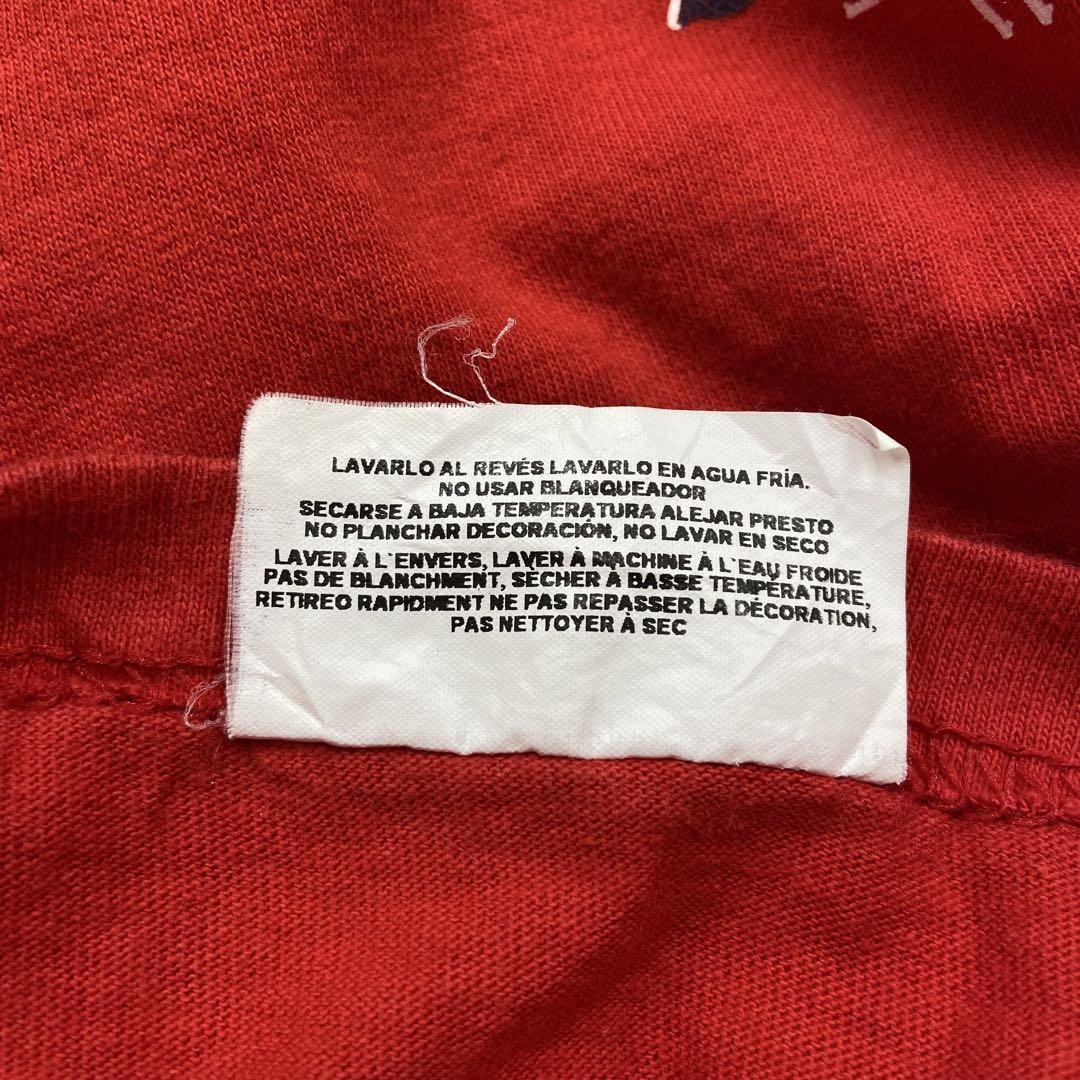 LAVARLO AL REVÉS LAVARLO EN AGUA FRÍA.
NO USAR BLANQUEADOR
SECARSE A BAJA TEMPERATURA ALEJAR PRESTO
NO PLANCHAR DECORACIÓN, NO LAVAR EN SECO
LAVER À L'ENVERS, LAVER À MACHINE À L'EAU FROIDE
PAS DE BLANCHMENT, SÉCHER À BASSE TEMPÉRATURE,
RETIREO RAPIDMENT NE PAS REPASSER LA DÉCORATION,
PAS NETTOYER À SEC